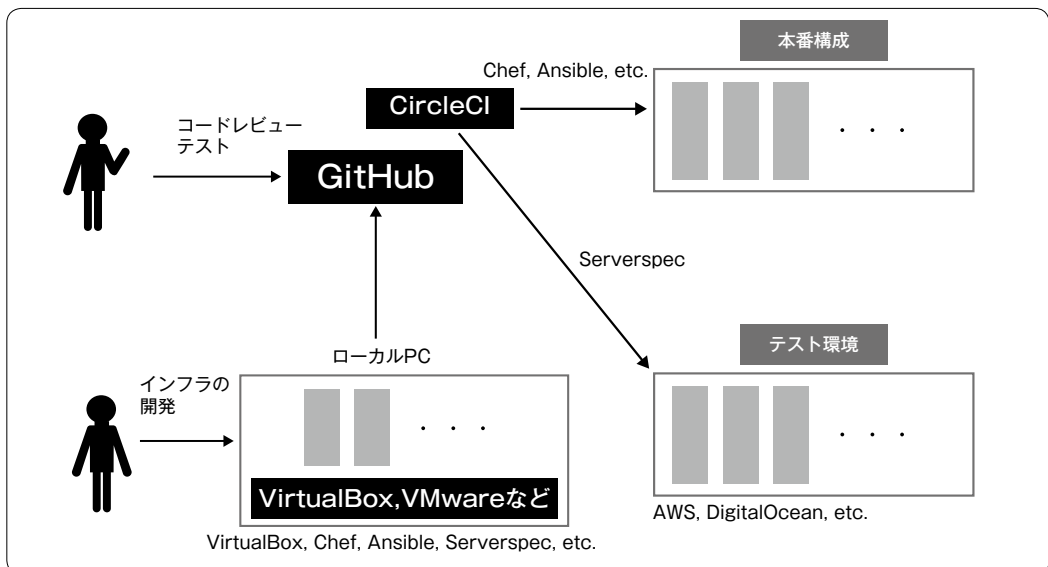 本番構成
Chef, Ansible, etc.
CircleCI
コードレビュー
テスト
GitHub
Serverspec
テスト環境
ローカルPC
インフラの
開発
VirtualBox,VMwareなど
AWS, DigitalOcean, etc.
VirtualBox, Chef, Ansible, Serverspec, etc.